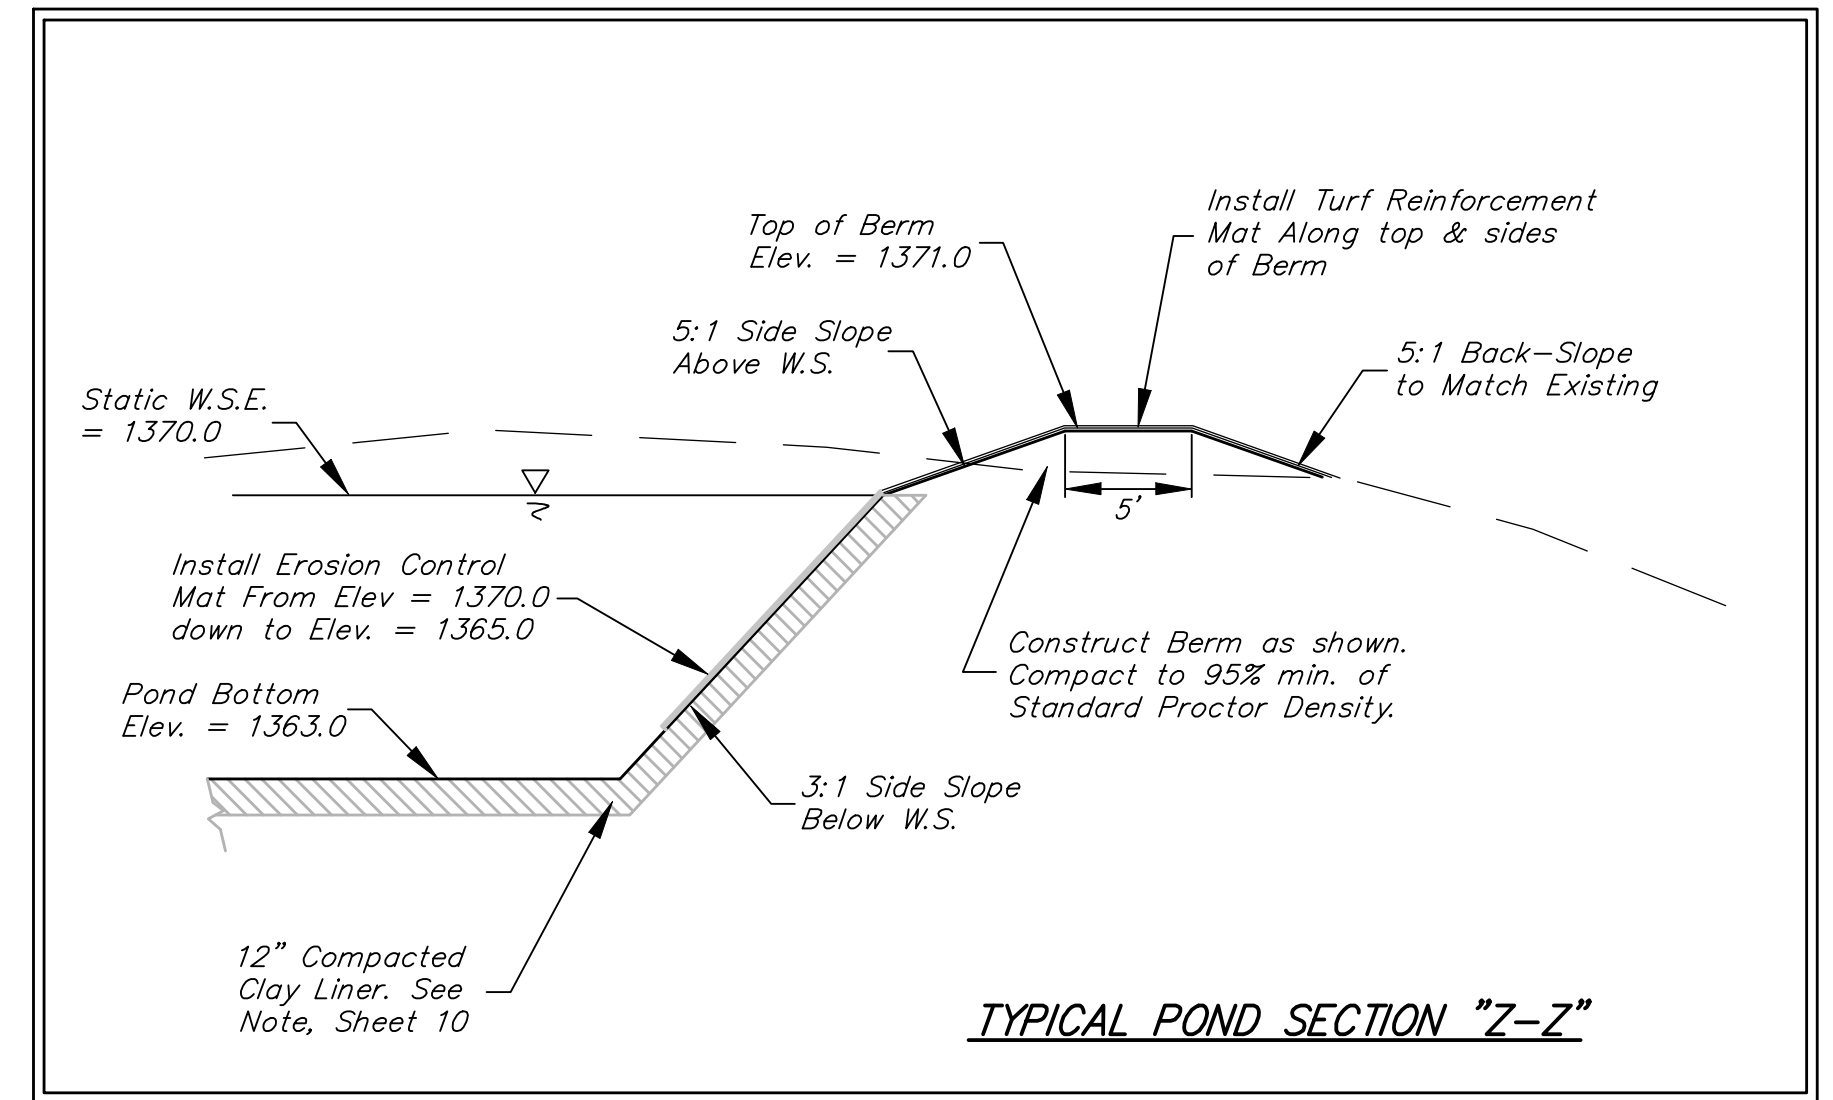 Install Turf Reinforcement
Mat Along top & sides
of Berm
Top of Berm
Elev. = 1371.0
5:1 Side Slope
Above W.S.
5:1 Back-Slope
to Match Existing
Static W.S.E.
= 1370.0
5'
Install Erosion Control
Mat From Elev = 1370.0
down to Elev. = 1365.0
Construct Berm as shown.
Compact to 95% min. of
Standard Proctor Density.
Pond Bottom
Elev. = 1363.0
3:1 Side Slope
Below W.S.
12" Compacted
Clay Liner. See
Note, Sheet 10
TYPICAL POND SECTION "Z-Z"